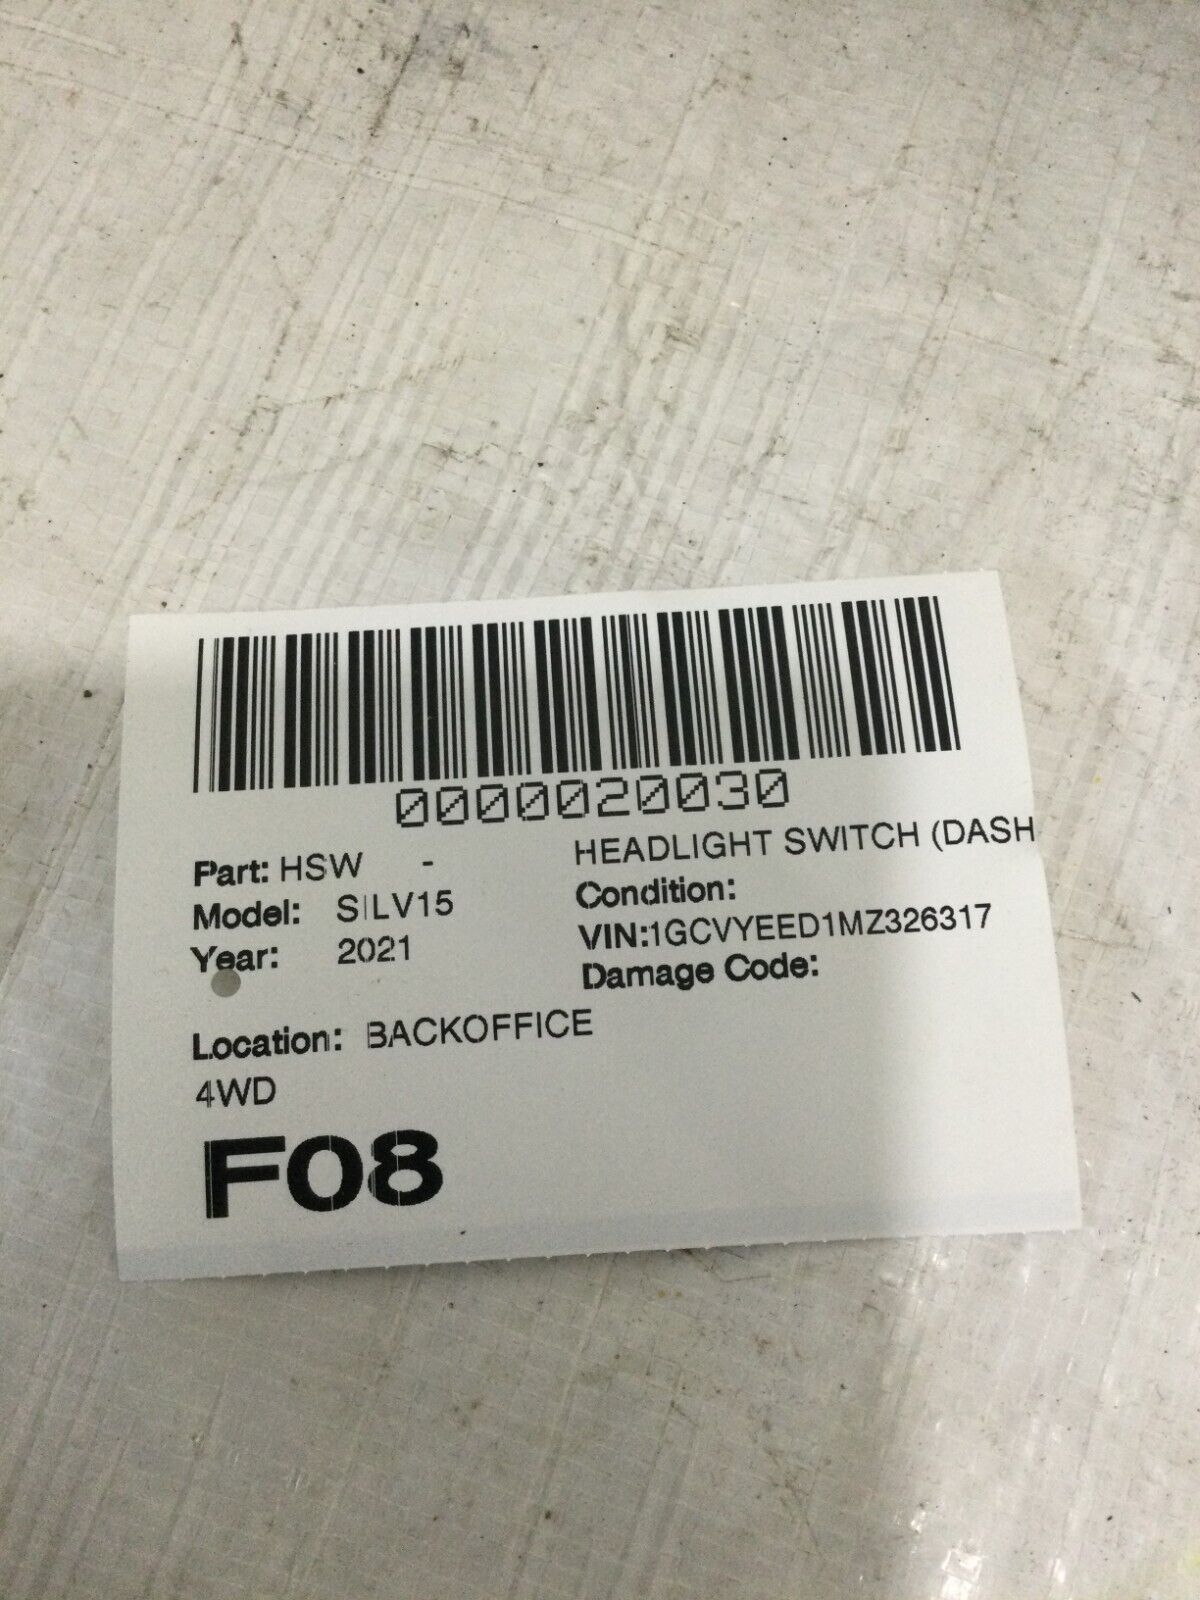 0000020030
Part: HSW - HEADLIGHT SWITCH (DASH
Model: SILV15 Condition:
Year: 2021 VIN:1GCVYEED1MZ326317
Damage Code:
Location: BACKOFFICE
4WD
F08